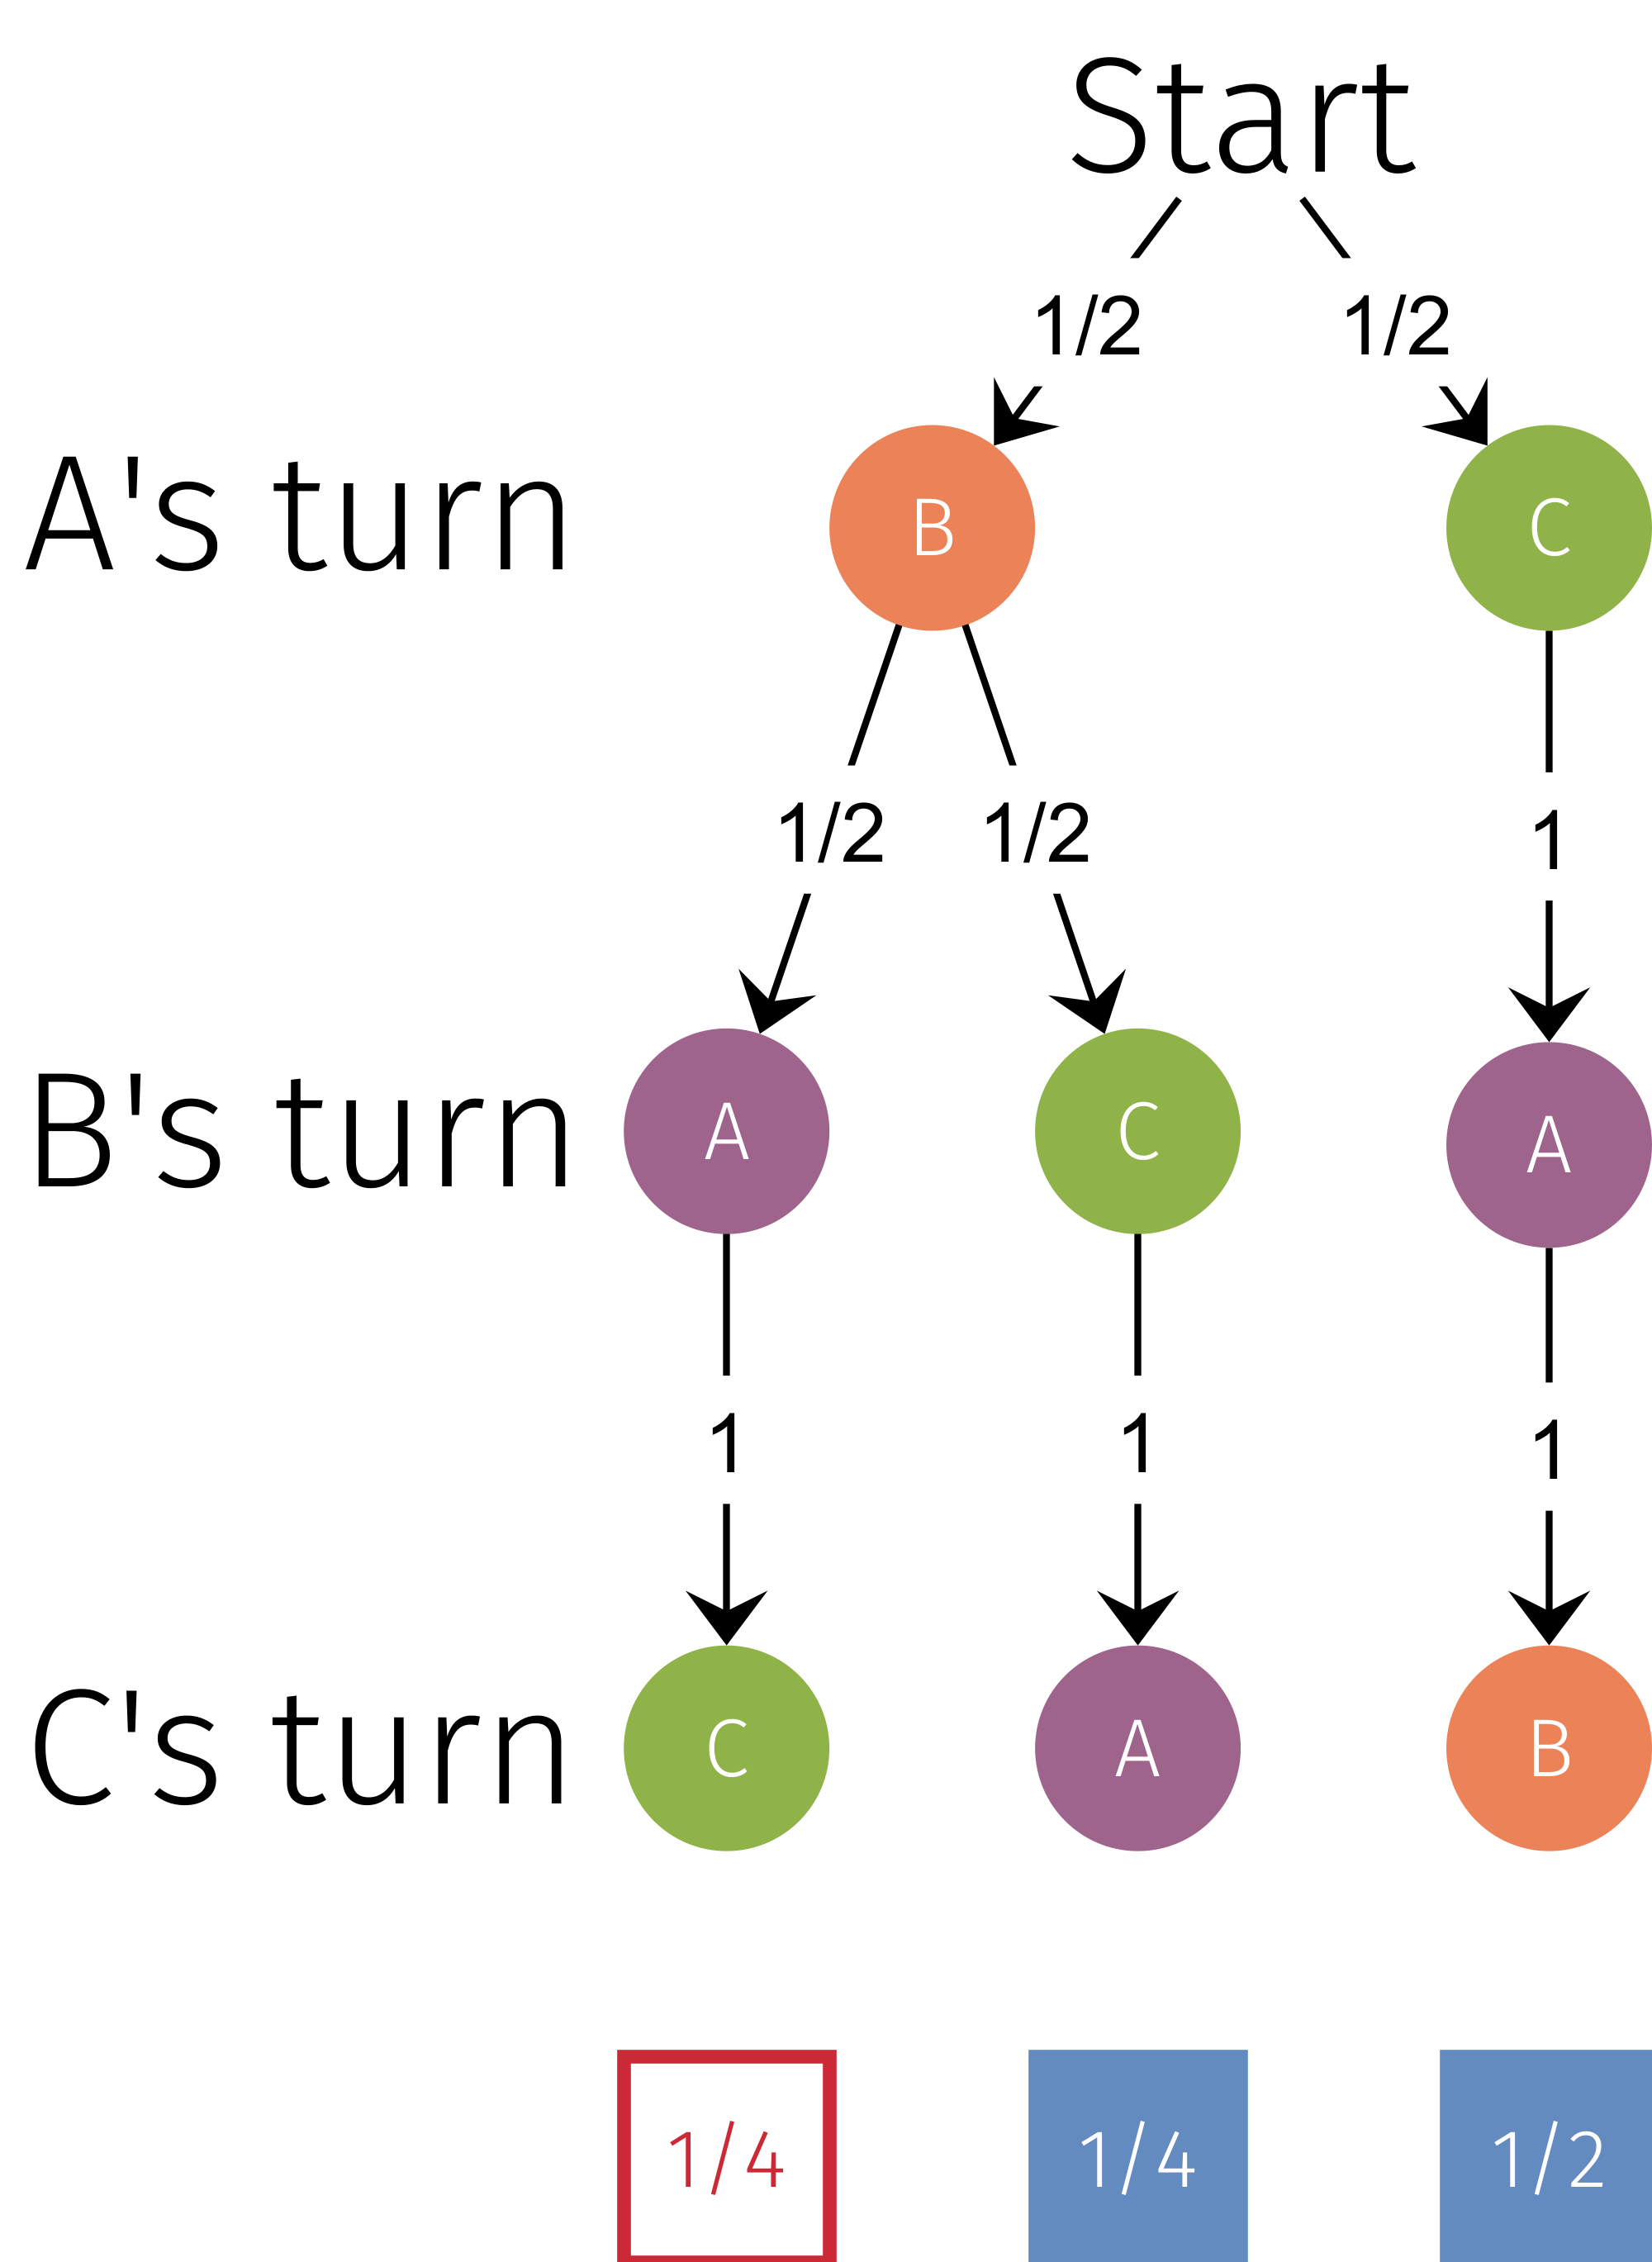 Start
1/2 1/2
A's turn B C
1/2 1/2 1
B's turn A C A
1 1 1
C's turn C A B
1/4 1/4 1/2